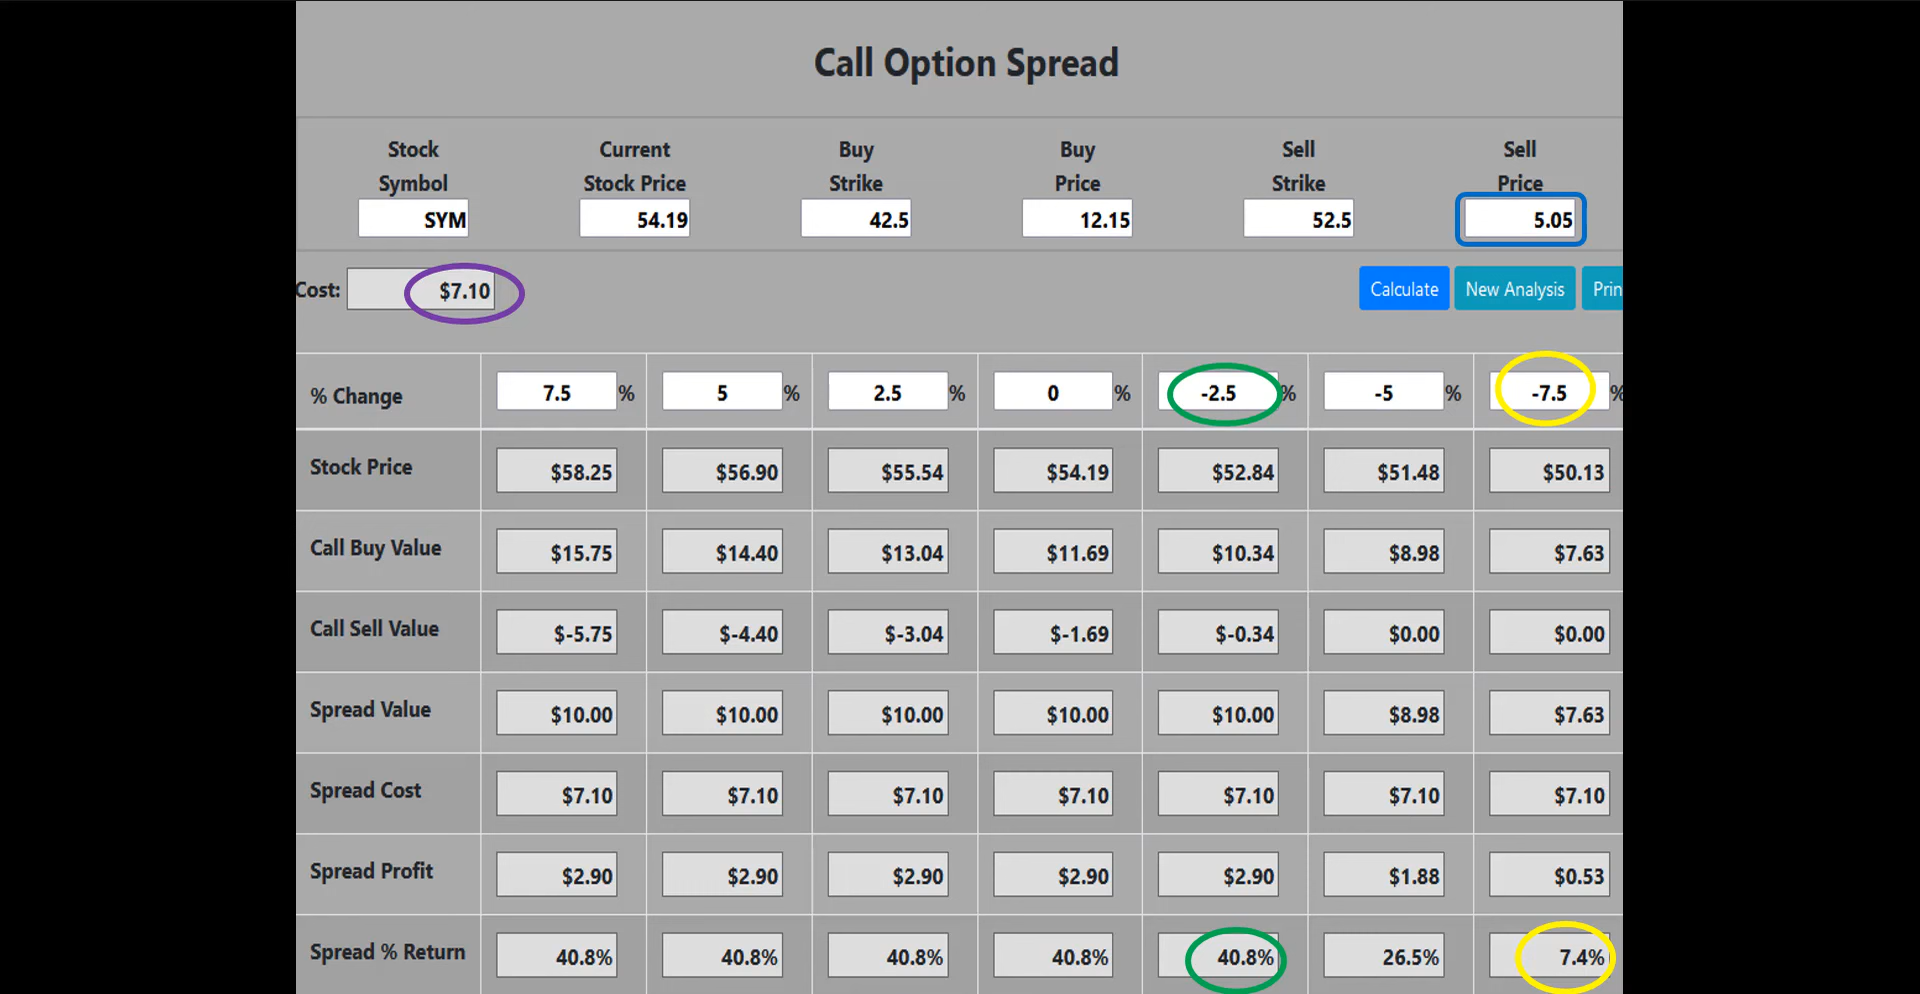 Call Option Spread
Stock Symbol Current Stock Price Buy Strike Buy Price Sell Strike Sell Price
SYM 54.19 42.5 12.15 52.5 5.05
Cost: $7.10 Calculate New Analysis Prin
% Change 7.5 % 5 % 2.5 % 0 % -2.5 % -5 % -7.5 %
Stock Price $58.25 $56.90 $55.54 $54.19 $52.84 $51.48 $50.13
Call Buy Value $15.75 $14.40 $13.04 $11.69 $10.34 $8.98 $7.63
Call Sell Value $-5.75 $-4.40 $-3.04 $-1.69 $-0.34 $0.00 $0.00
Spread Value $10.00 $10.00 $10.00 $10.00 $10.00 $8.98 $7.63
Spread Cost $7.10 $7.10 $7.10 $7.10 $7.10 $7.10 $7.10
Spread Profit $2.90 $2.90 $2.90 $2.90 $2.90 $1.88 $0.53
Spread % Return 40.8% 40.8% 40.8% 40.8% 40.8% 26.5% 7.4%